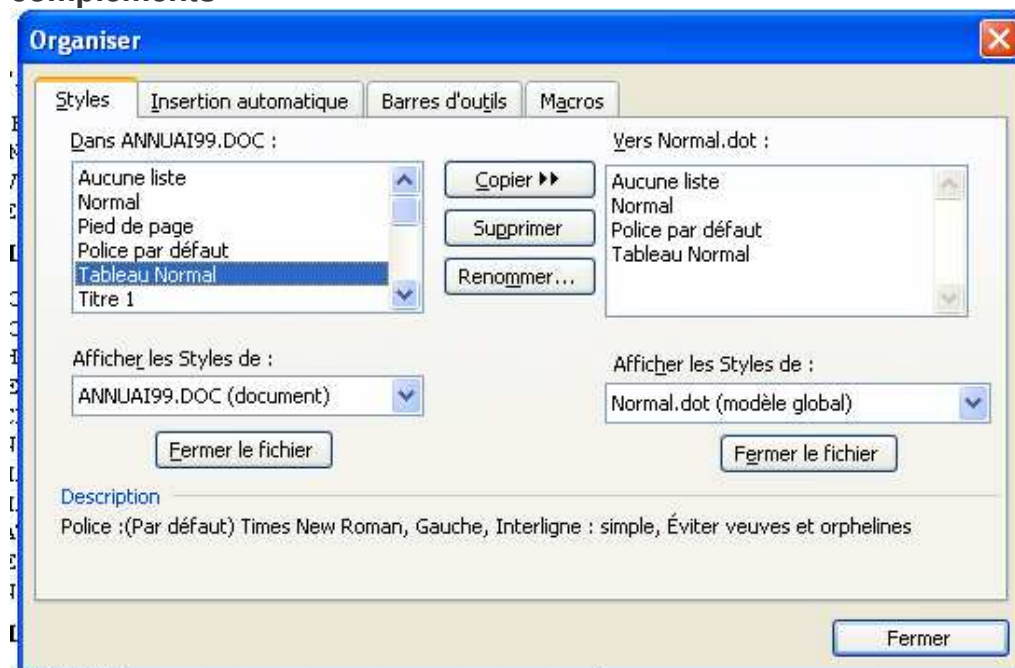 compléments
Organiser
Styles
Insertion automatique
Barres d'outils
Macros
Dans ANNUAI99.DOC :
Aucune liste
Normal
Pied de page
Police par défaut
Tableau Normal
Titre 1
Copier
Supprimer
Renommer...
Vers Normal.dot :
Aucune liste
Normal
Police par défaut
Tableau Normal
Afficher les Styles de :
ANNUAI99.DOC (document)
Fermer le fichier
Afficher les Styles de :
Normal.dot (modèle global)
Fermer le fichier
Description
Police :(Par défaut) Times New Roman, Gauche, Interligne : simple, Éviter veuves et orphelines
Fermer